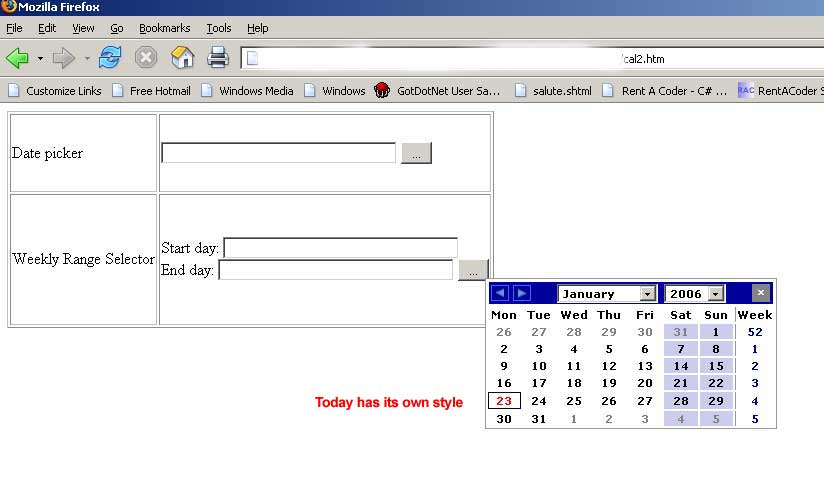 Mozilla Firefox
File Edit View Go Bookmarks Tools Help
/cal2.htm
Customize Links Free Hotmail Windows Media Windows GotDotNet User Sa... salute.shtml Rent A Coder - C# ... RAC RentACoder S
Date picker ...
Weekly Range Selector
Start day:
End day: ...
January 2006 ×
Mon Tue Wed Thu Fri Sat Sun Week
26 27 28 29 30 31 1 52
2 3 4 5 6 7 8 1
9 10 11 12 13 14 15 2
16 17 18 19 20 21 22 3
Today has its own style
23 24 25 26 27 28 29 4
30 31 1 2 3 4 5 5